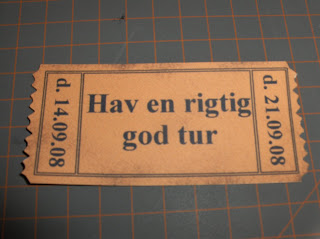 d. 14.09.08
Hav en rigtig
god tur
d. 21.09.08